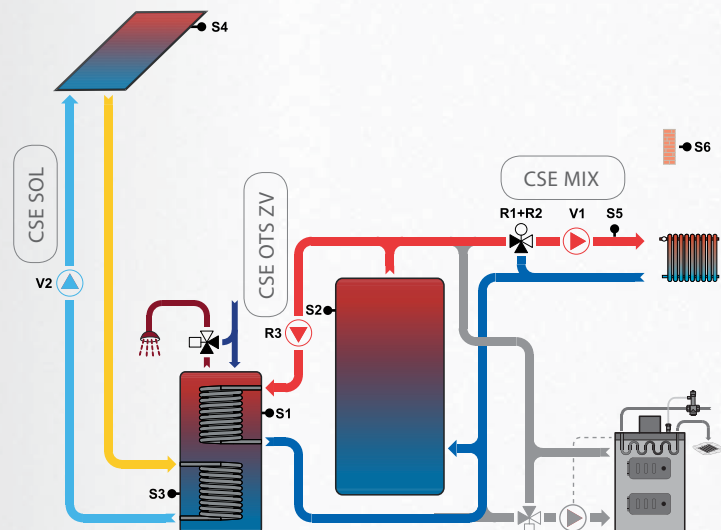 S4
CSE SOL
CSE OTS ZV
CSE MIX
S6
R1+R2
V1
S5
V2
S2
R3
S1
S3